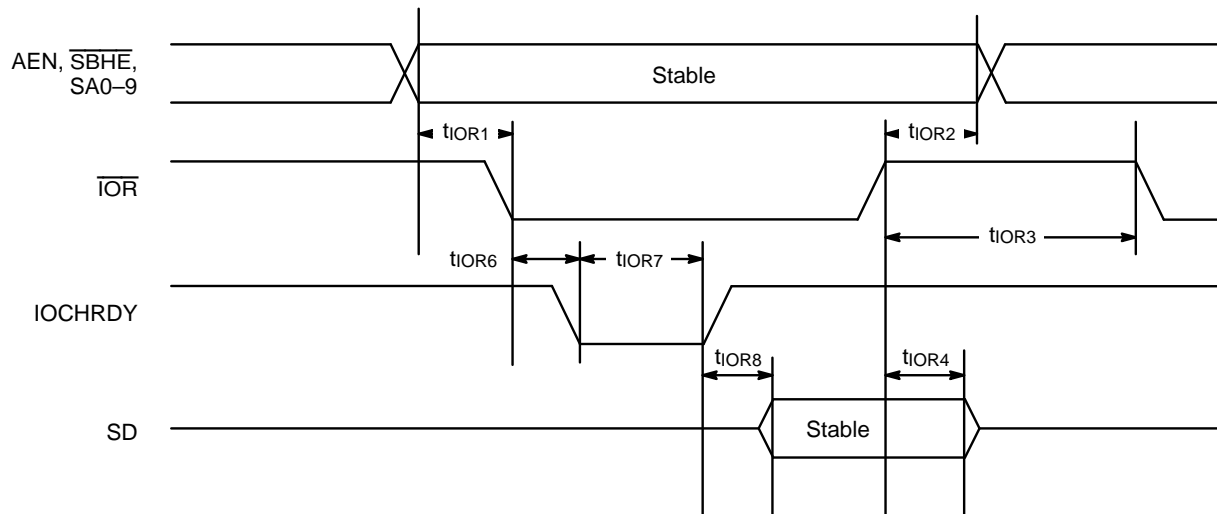 AEN, SBHE,
SA0–9
Stable
tIOR1
tIOR2
IOR
tIOR3
tIOR6
tIOR7
IOCHRDY
tIOR8
tIOR4
SD
Stable